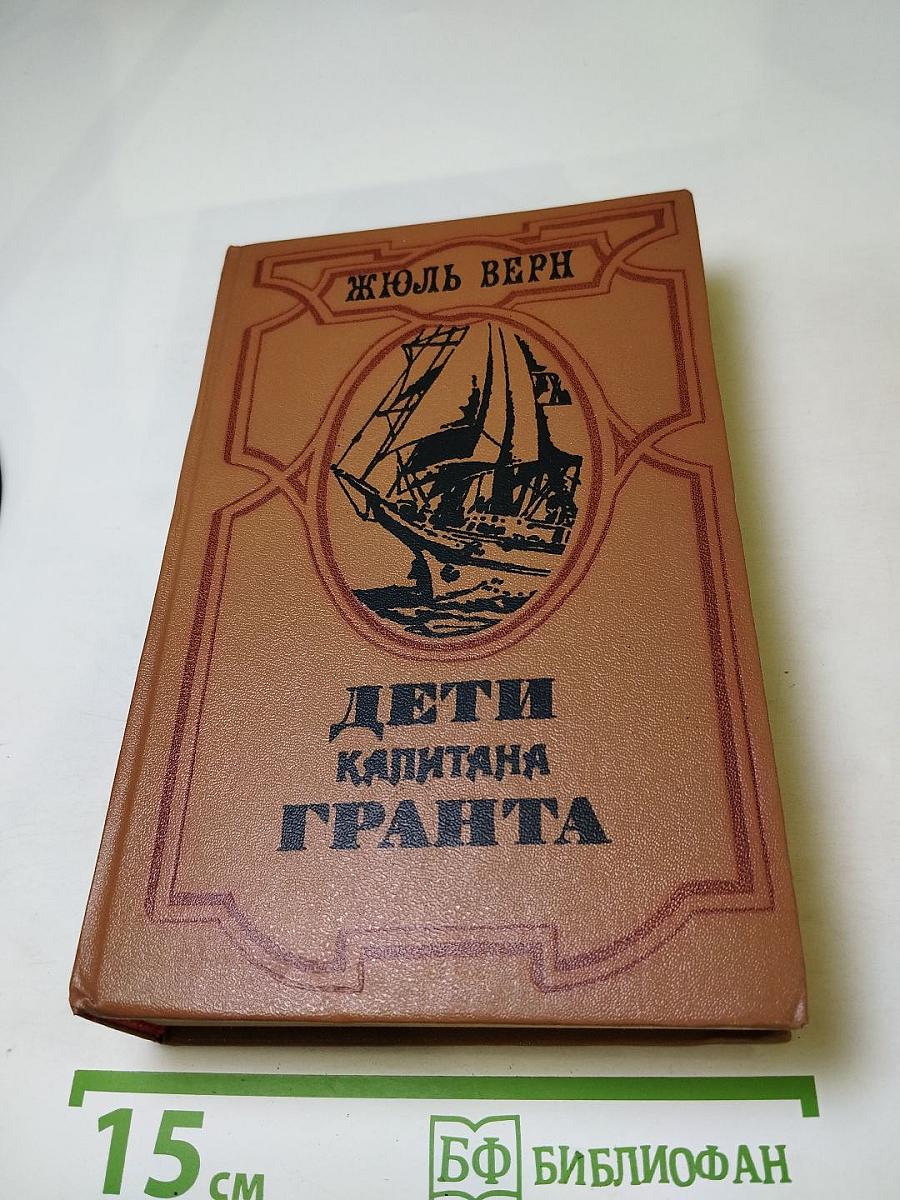 ЖЮЛЬ ВЕРН
ДЕТИ
КАПИТАНА
ГРАНТА
15 см
БФ БИБЛИОФАН